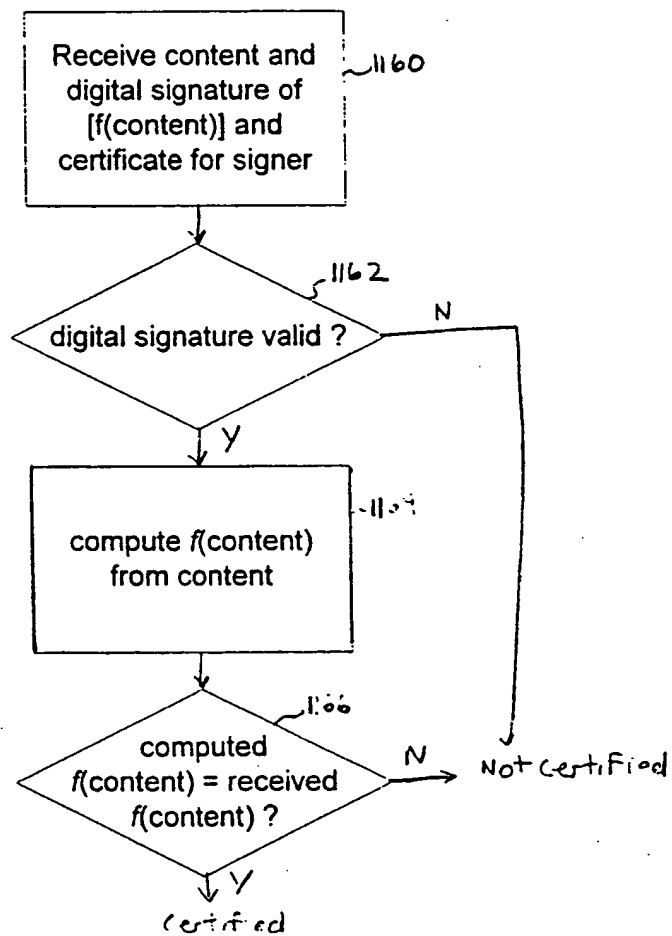 Receive content and
digital signature of
[f(content)] and
certificate for signer
1160
1162
digital signature valid ?
N
Y
compute f(content)
from content
computed
f(content) = received
f(content) ?
N
Not certified
Y
certified